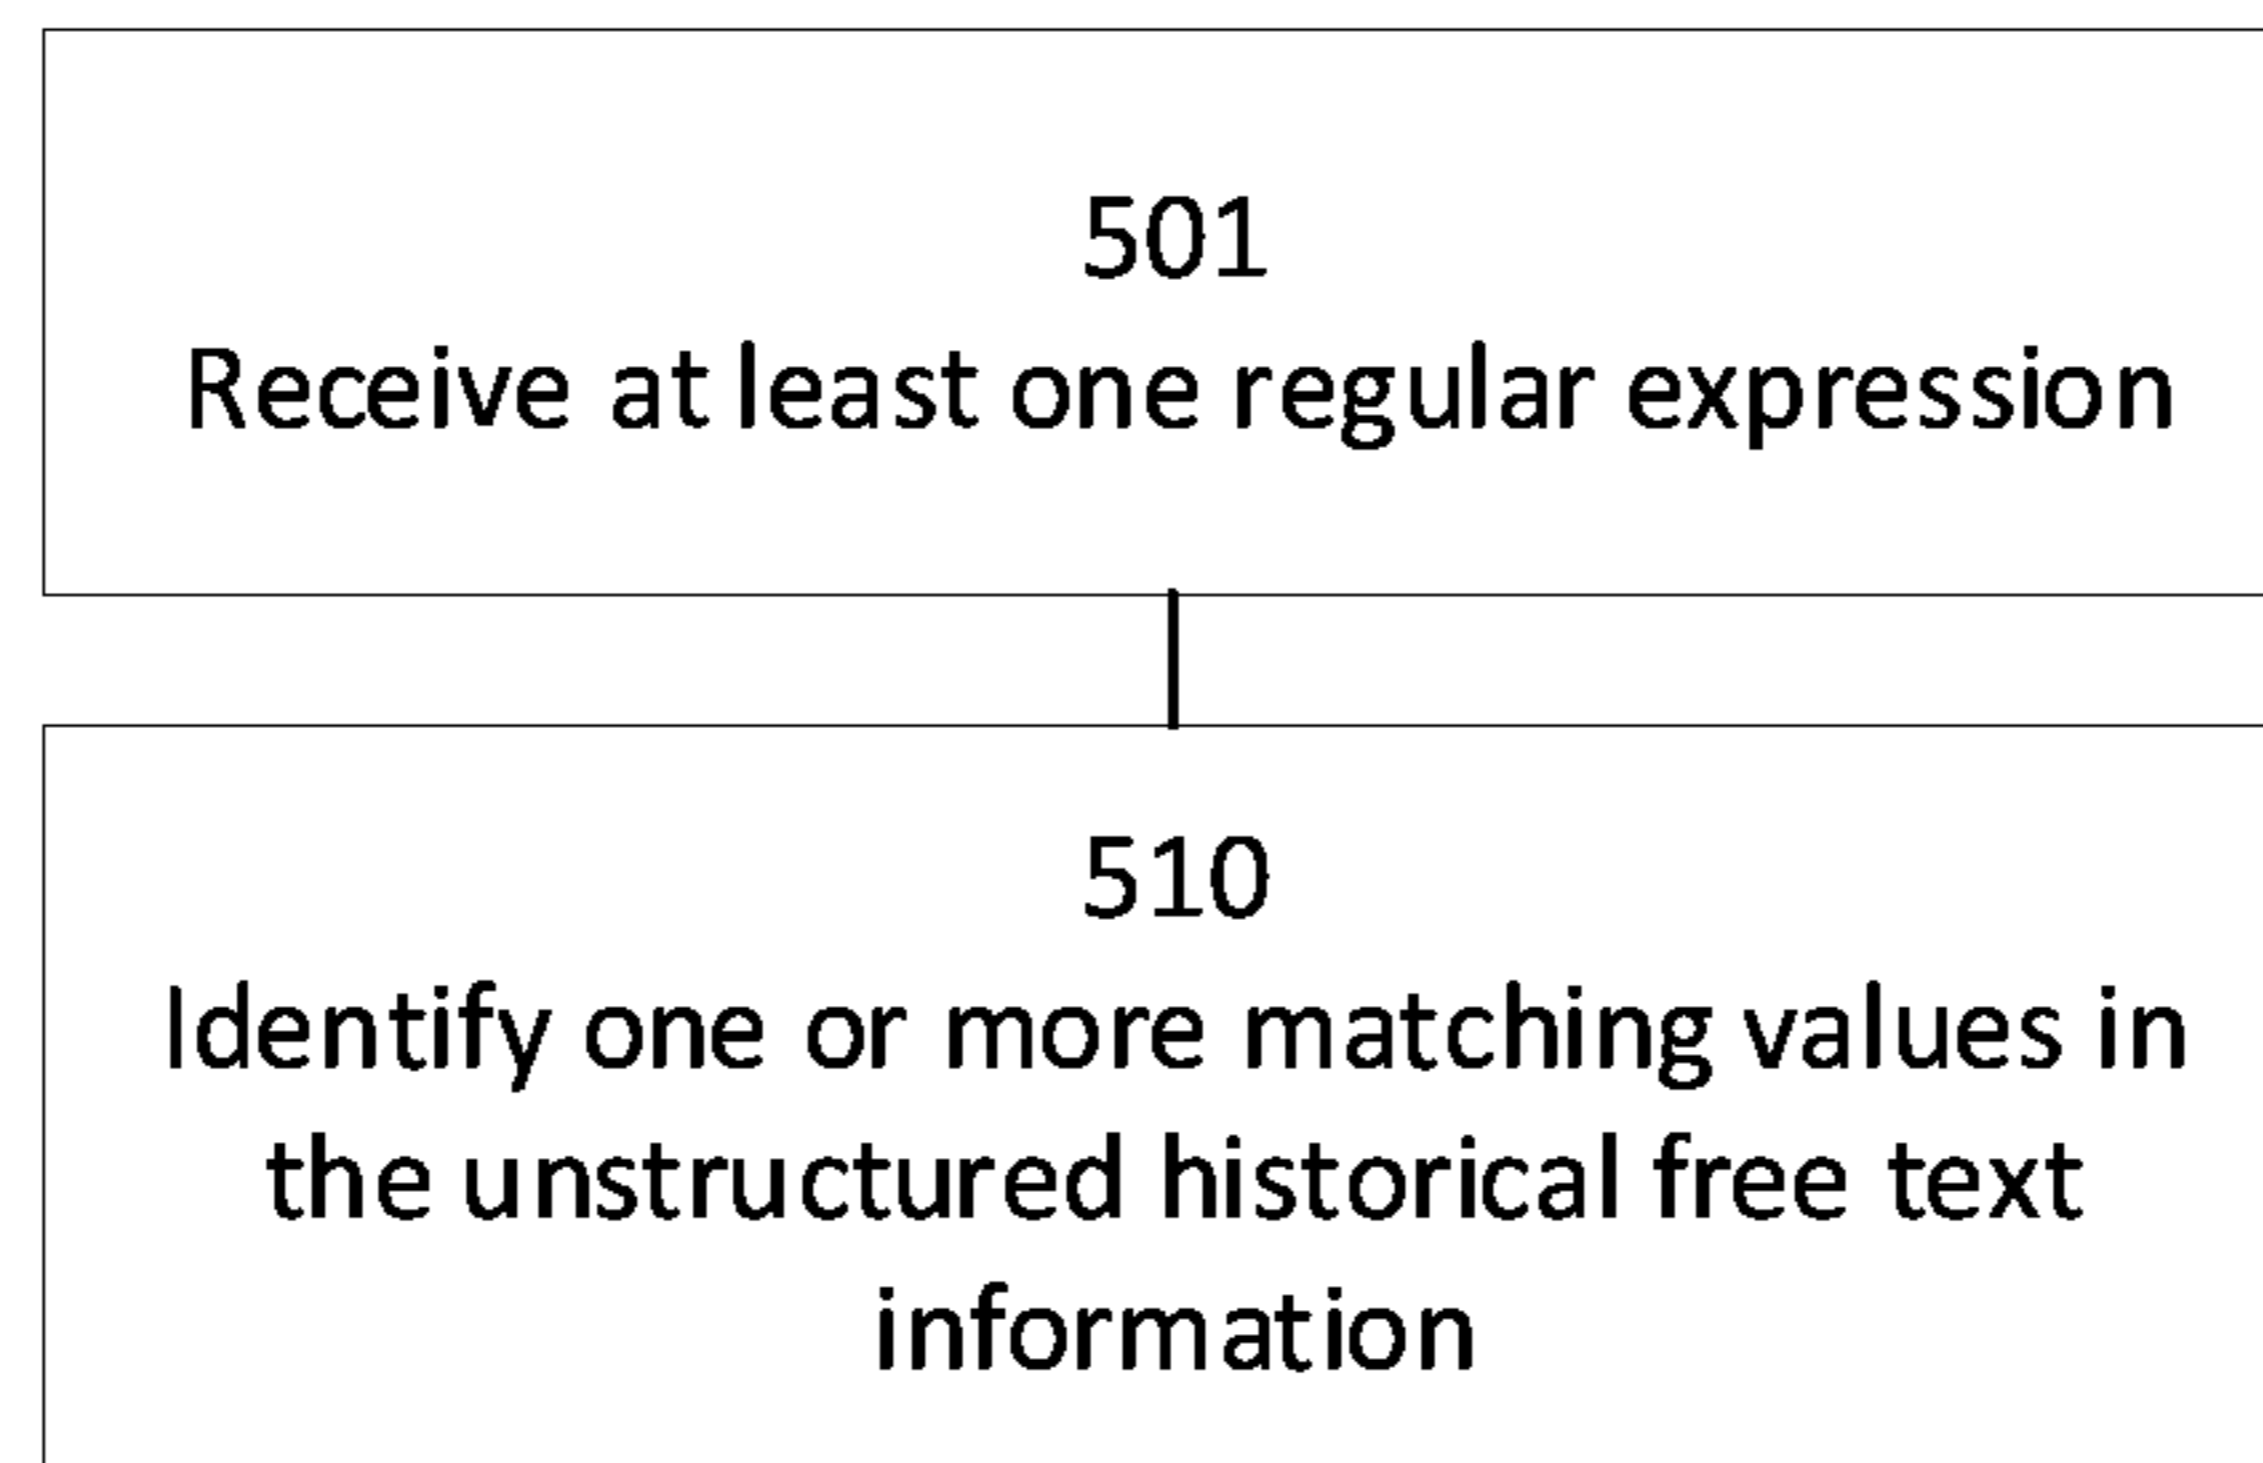 501
Receive at least one regular expression
510
Identify one or more matching values in
the unstructured historical free text
information